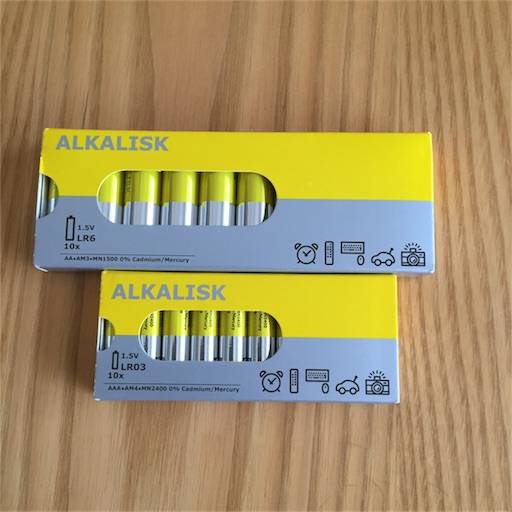 ALKALISK
1.5V
LR6
10x
AA•AM3•MN1500 0% Cadmium/Mercury
ALKALISK
1.5V
LR03
10x
AAA•AM4•MN2400 0% Cadmium/Mercury